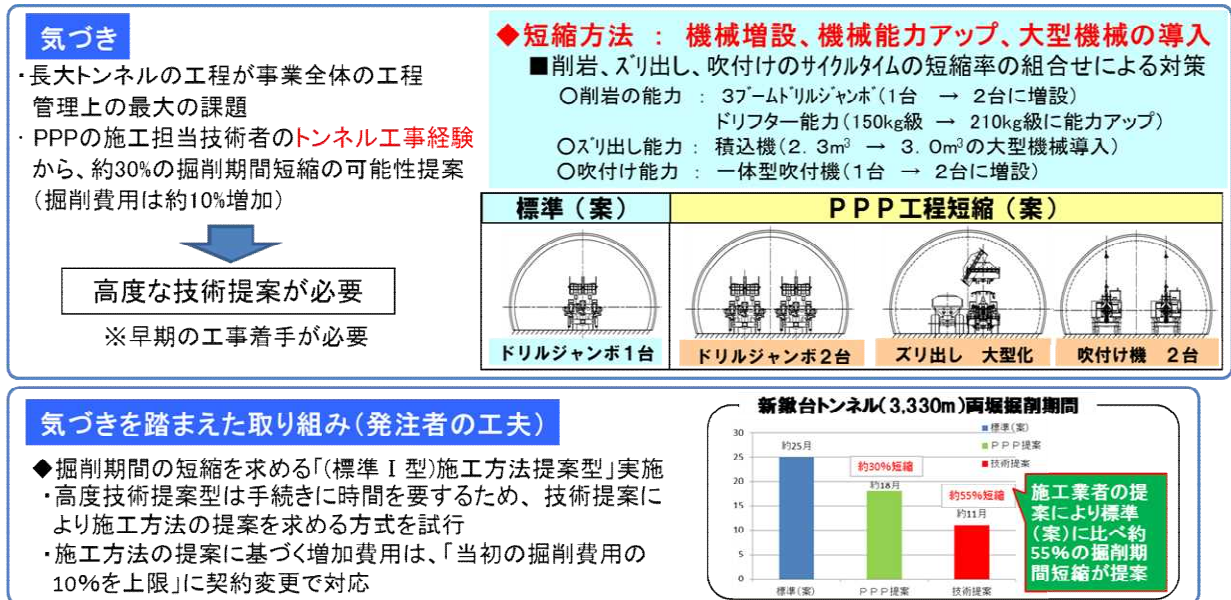 気づき
・長大トンネルの工程が事業全体の工程
管理上の最大の課題
・PPPの施工担当技術者のトンネル工事経験
から、約30%の掘削期間短縮の可能性提案
(掘削費用は約10%増加)
高度な技術提案が必要
※早期の工事着手が必要
◆短縮方法 : 機械増設、機械能力アップ、大型機械の導入
■削岩、ズリ出し、吹付けのサイクルタイムの短縮率の組合せによる対策
○削岩の能力 : 3ブームドリルジャンボ(1台 → 2台に増設)
ドリフター能力(150kg級 → 210kg級に能力アップ)
○ズリ出し能力 : 積込機(2.3m³ → 3.0m³の大型機械導入)
○吹付け能力 : 一体型吹付機(1台 → 2台に増設)
標準(案)
PPP工程短縮(案)
ドリルジャンボ1台
ドリルジャンボ2台
ズリ出し 大型化
吹付け機 2台
気づきを踏まえた取り組み(発注者の工夫)
◆掘削期間の短縮を求める「(標準Ⅰ型)施工方法提案型」実施
・高度技術提案型は手続きに時間を要するため、技術提案に
より施工方法の提案を求める方式を試行
・施工方法の提案に基づく増加費用は、「当初の掘削費用の
10%を上限」に契約変更で対応
新鍬台トンネル(3,330m)両堀掘削期間
■標準(案)
■PPP提案
■技術提案
30
25
20
15
10
5
0
約25月
約30%短縮
約18月
約55%短縮
約11月
標準(案)
PPP提案
技術提案
施工業者の提
案により標準
(案)に比べ約
55%の掘削期
間短縮が提案